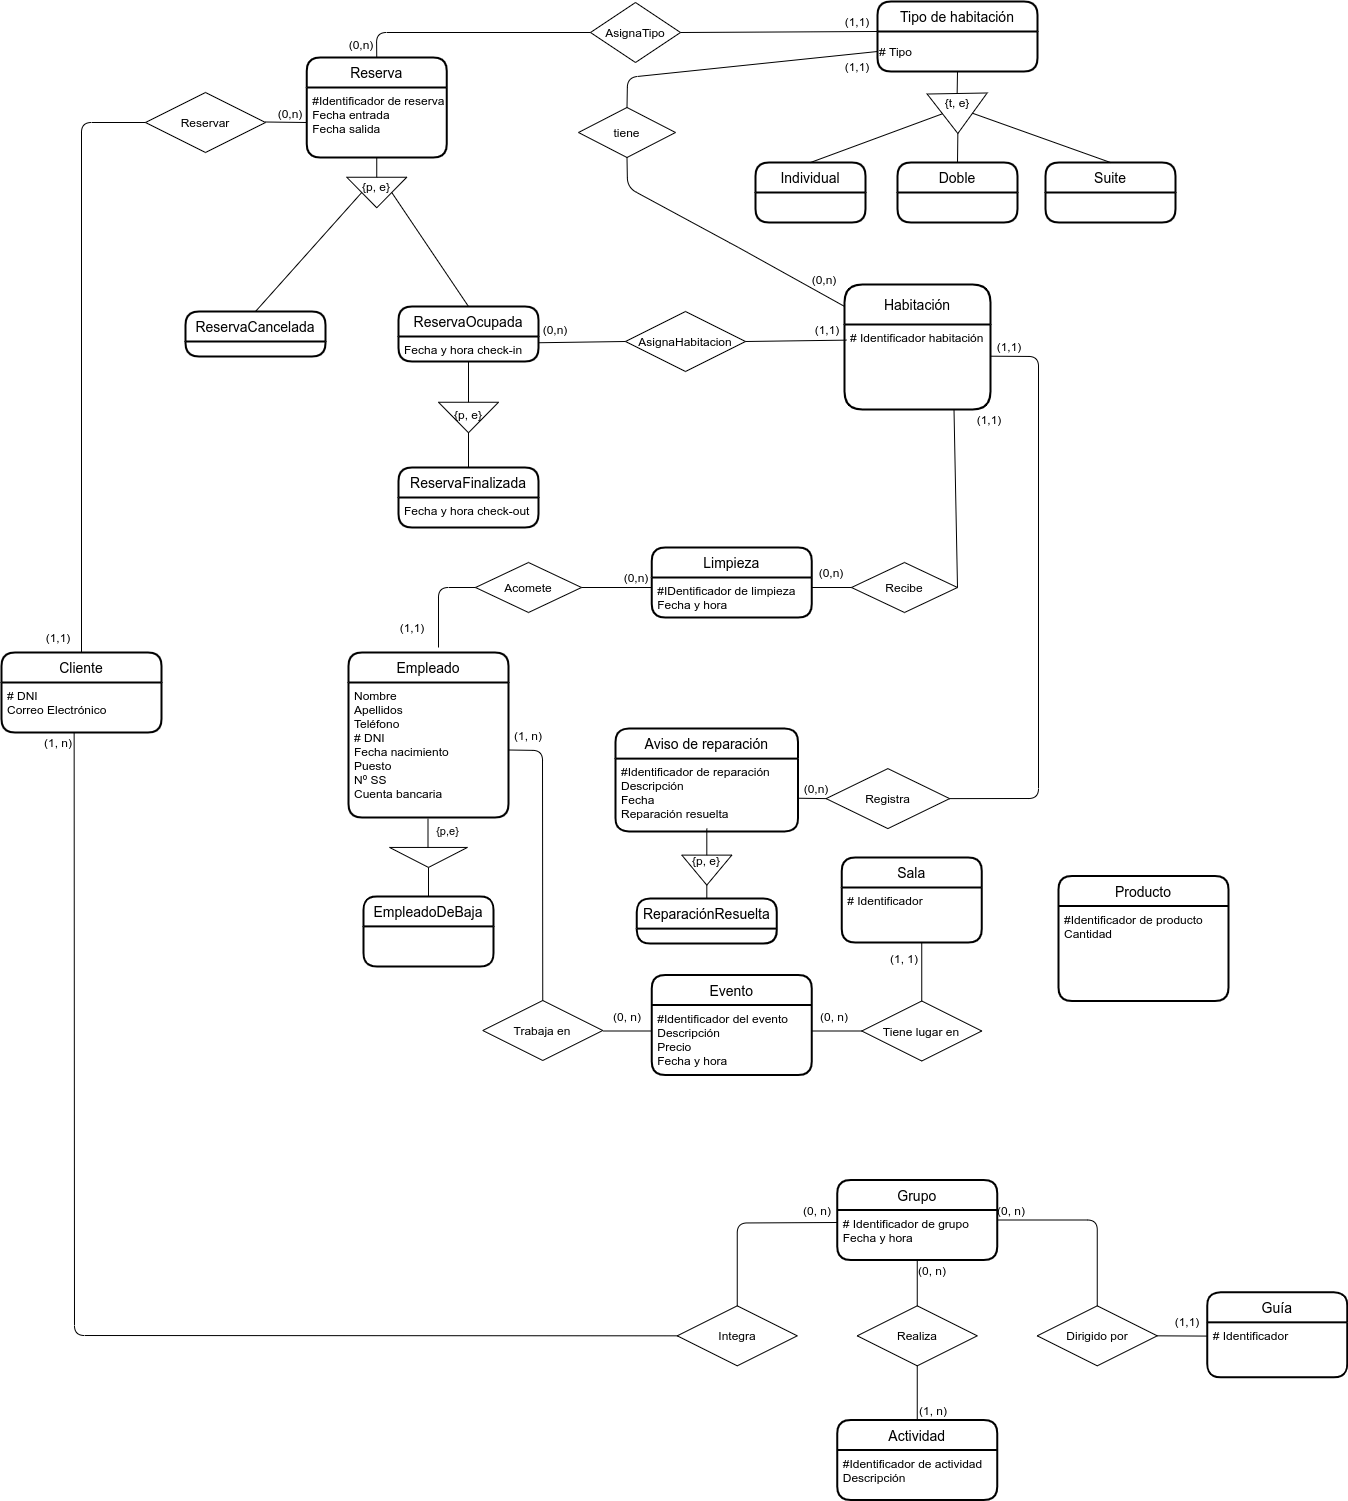 Tipo de habitación
# Tipo
(1,1)
(1,1)
AsignaTipo
(0,n)
Reserva
#Identificador de reserva
Fecha entrada
Fecha salida
(0,n)
Reservar
{t, e}
tiene
Individual
Doble
Suite
{p, e}
(0,n)
Habitación
# Identificador habitación
ReservaCancelada
ReservaOcupada
Fecha y hora check-in
(0,n)
AsignaHabitacion
(1,1)
(1,1)
(1,1)
{p, e}
ReservaFinalizada
Fecha y hora check-out
Limpieza
#IDentificador de limpieza
Fecha y hora
Acomete
(0,n)
(0,n)
Recibe
(1,1)
(1,1)
Cliente
# DNI
Correo Electrónico
(1, n)
Empleado
Nombre
Apellidos
Teléfono
# DNI
Fecha nacimiento
Puesto
Nº SS
Cuenta bancaria
(1, n)
{p,e}
EmpleadoDeBaja
Aviso de reparación
#Identificador de reparación
Descripción
Fecha
Reparación resuelta
(0,n)
Registra
{p, e}
ReparaciónResuelta
Sala
# Identificador
(1, 1)
Producto
#Identificador de producto
Cantidad
Evento
#Identificador del evento
Descripción
Precio
Fecha y hora
Trabaja en
(0, n)
(0, n)
Tiene lugar en
Grupo
# Identificador de grupo
Fecha y hora
(0, n)
(0, n)
(0, n)
Integra
Realiza
Dirigido por
(1,1)
Guía
# Identificador
(1, n)
Actividad
#Identificador de actividad
Descripción